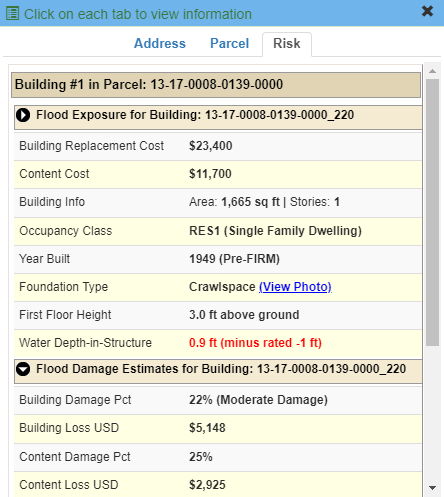 Click on each tab to view information
Address Parcel Risk
Building #1 in Parcel: 13-17-0008-0139-0000
Flood Exposure for Building: 13-17-0008-0139-0000_220
Building Replacement Cost $23,400
Content Cost $11,700
Building Info Area: 1,665 sq ft | Stories: 1
Occupancy Class RES1 (Single Family Dwelling)
Year Built 1949 (Pre-FIRM)
Foundation Type Crawlspace (View Photo)
First Floor Height 3.0 ft above ground
Water Depth-in-Structure 0.9 ft (minus rated -1 ft)
Flood Damage Estimates for Building: 13-17-0008-0139-0000_220
Building Damage Pct 22% (Moderate Damage)
Building Loss USD $5,148
Content Damage Pct 25%
Content Loss USD $2,925